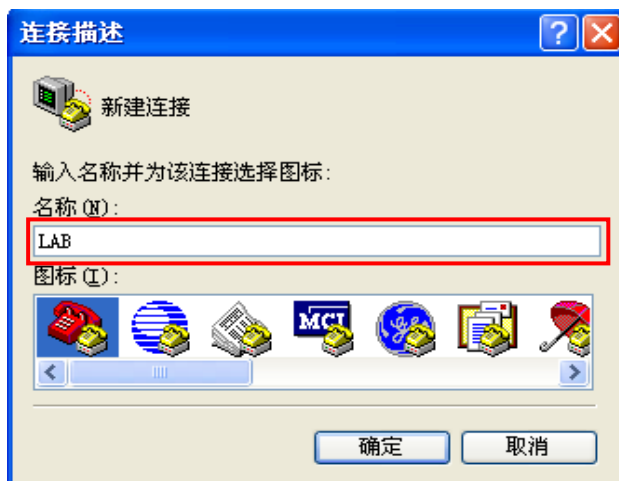 连接描述
新建连接
输入名称并为该连接选择图标:
名称(N):
LAB
图标(I):
MCI
确定 取消